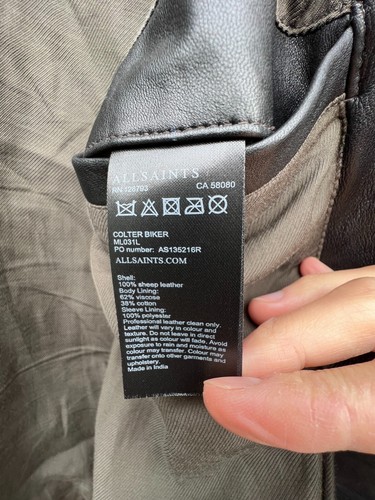 ALLSAINTS
RN 128793 CA 58080
COLTER BIKER
ML031L
PO number: AS135216R
ALLSAINTS.COM
Shell:
100% sheep leather
Body Lining:
62% viscose
38% cotton
Sleeve Lining:
100% polyester
Professional leather clean only.
Leather will vary in colour and
texture. Do not leave in direct
sunlight as colour will fade. Avoid
exposure to rain and moisture as
colour may transfer. Colour may
transfer onto other garments and
upholstery.
Made in India